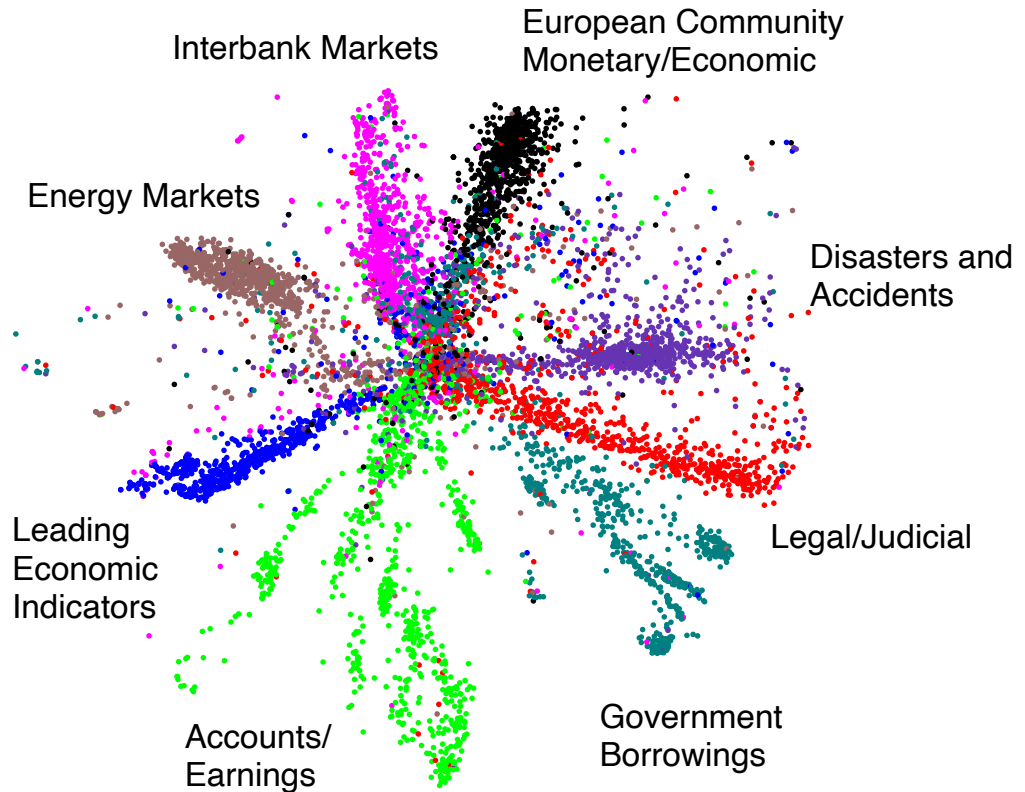 European Community
Monetary/Economic
Interbank Markets
Energy Markets
Disasters and
Accidents
Leading
Economic
Indicators
Legal/Judicial
Accounts/
Earnings
Government
Borrowings